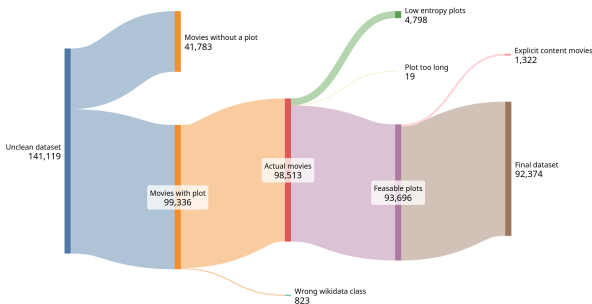 Low entropy plots
4,798
Movies without a plot
41,783
Explicit content movies
1,322
Plot too long
19
Unclean dataset
141,119
Actual movies
98,513
Final dataset
92,374
Movies with plot
99,336
Feasable plots
93,696
Wrong wikidata class
823